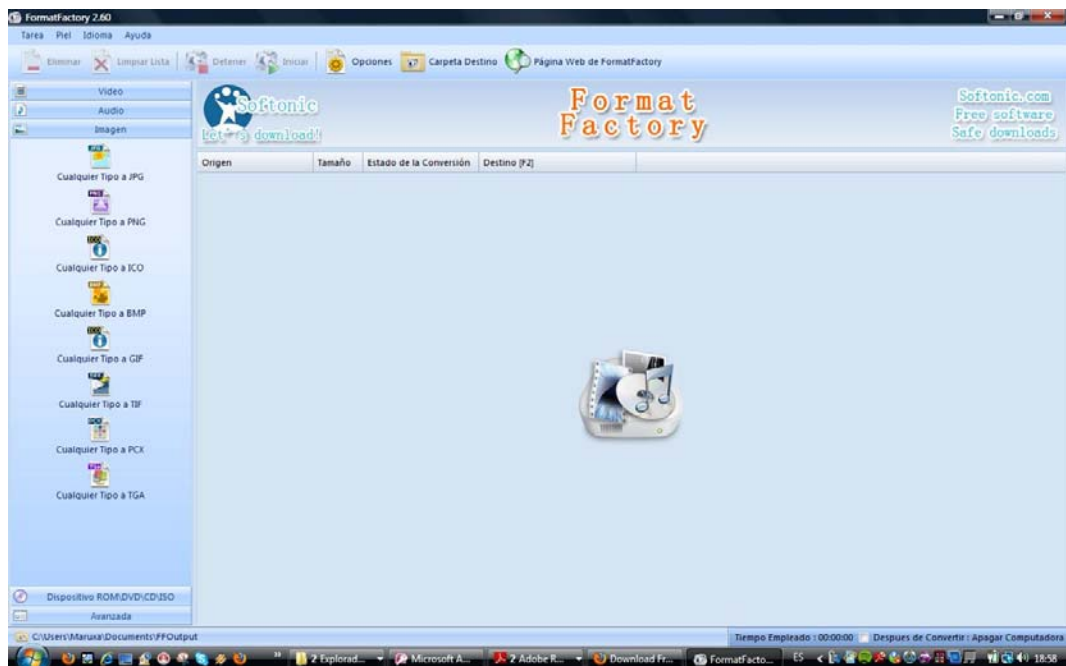 FormatFactory 2.60
Tarea Piel Idioma Ayuda
Eliminar Limpiar Lista Detener Iniciar Opciones Carpeta Destino Página Web de FormatFactory
Video
Audio
Imagen
Softonic
Let's download!
Format
Factory
Softonic.com
Free software
Safe downloads
Origen Tamaño Estado de la Conversión Destino [F2]
Cualquier Tipo a JPG
Cualquier Tipo a PNG
Cualquier Tipo a ICO
Cualquier Tipo a BMP
Cualquier Tipo a GIF
Cualquier Tipo a TIF
Cualquier Tipo a PCX
Cualquier Tipo a TGA
Dispositivo ROM\DVD\CD\ISO
Avanzada
C:\Users\Maruxa\Documents\FFOutput
Tiempo Empleado : 00:00:00 Despues de Convertir : Apagar Computadora
2 Explorad... Microsoft A... 2 Adobe R... Download Fr... FormatFacto... ES 18:58